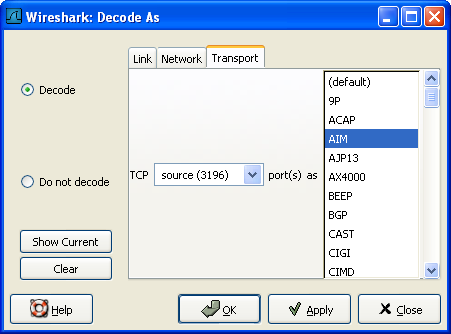 Wireshark: Decode As
Link Network Transport
Decode
Do not decode
Show Current
Clear
TCP source (3196) port(s) as
(default)
9P
ACAP
AIM
AJP13
AX4000
BEEP
BGP
CAST
CIGI
CIMD
Help
OK
Apply
Close